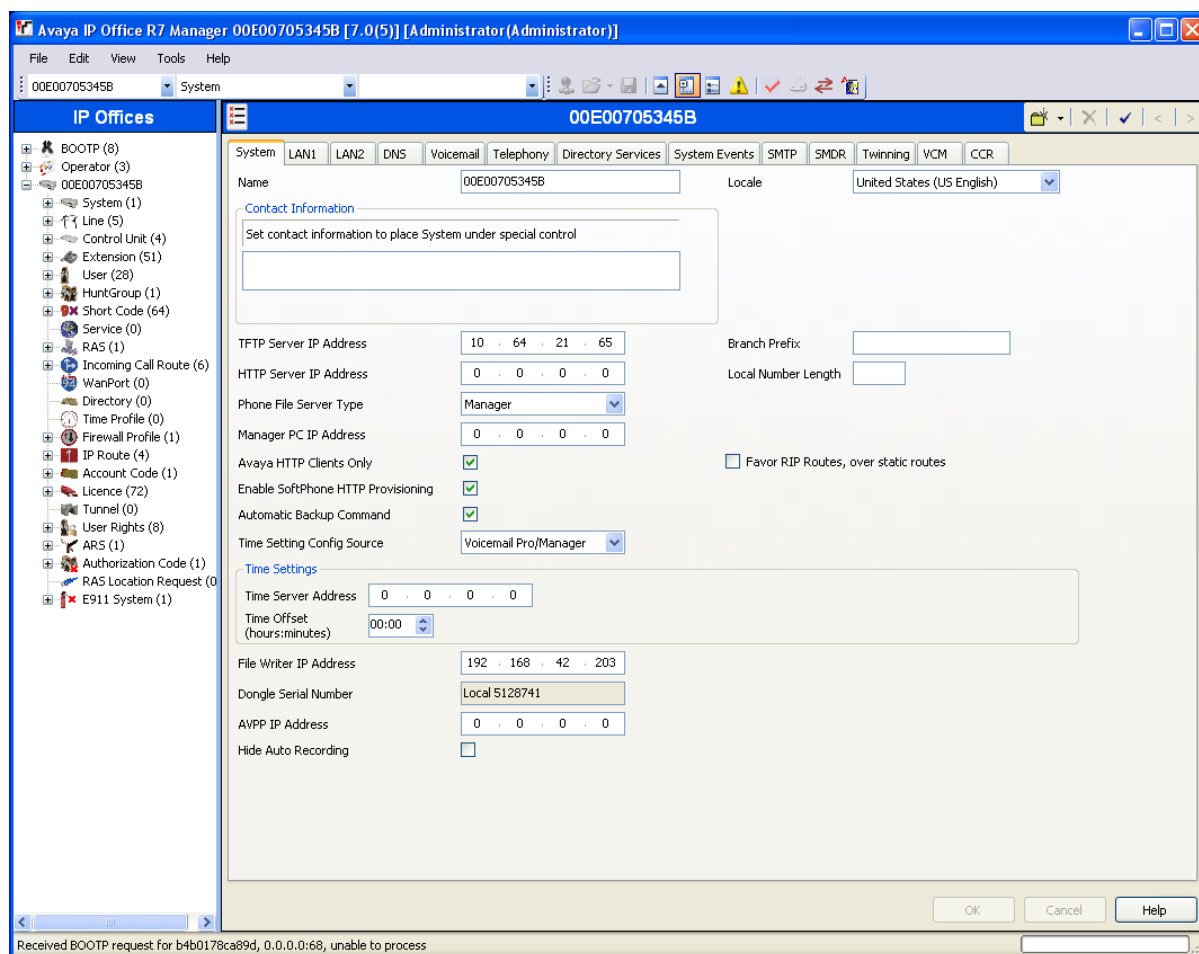 Avaya IP Office R7 Manager 00E00705345B [7.0(5)] [Administrator(Administrator)]
File Edit View Tools Help
00E00705345B System
IP Offices
00E00705345B
BOOTP (8)
Operator (3)
00E00705345B
System (1)
Line (5)
Control Unit (4)
Extension (51)
User (28)
HuntGroup (1)
Short Code (64)
Service (0)
RAS (1)
Incoming Call Route (6)
WanPort (0)
Directory (0)
Time Profile (0)
Firewall Profile (1)
IP Route (4)
Account Code (1)
Licence (72)
Tunnel (0)
User Rights (8)
ARS (1)
Authorization Code (1)
RAS Location Request (0
E911 System (1)
System LAN1 LAN2 DNS Voicemail Telephony Directory Services System Events SMTP SMDR Twinning VCM CCR
Name 00E00705345B Locale United States (US English)
Contact Information
Set contact information to place System under special control
TFTP Server IP Address 10 . 64 . 21 . 65 Branch Prefix
HTTP Server IP Address 0 . 0 . 0 . 0 Local Number Length
Phone File Server Type Manager
Manager PC IP Address 0 . 0 . 0 . 0
Avaya HTTP Clients Only Favor RIP Routes, over static routes
Enable SoftPhone HTTP Provisioning
Automatic Backup Command
Time Setting Config Source Voicemail Pro/Manager
Time Settings
Time Server Address 0 . 0 . 0 . 0
Time Offset
(hours:minutes) 00:00
File Writer IP Address 192 . 168 . 42 . 203
Dongle Serial Number Local 5128741
AVPP IP Address 0 . 0 . 0 . 0
Hide Auto Recording
OK Cancel Help
Received BOOTP request for b4b0178ca89d, 0.0.0.0:68, unable to process